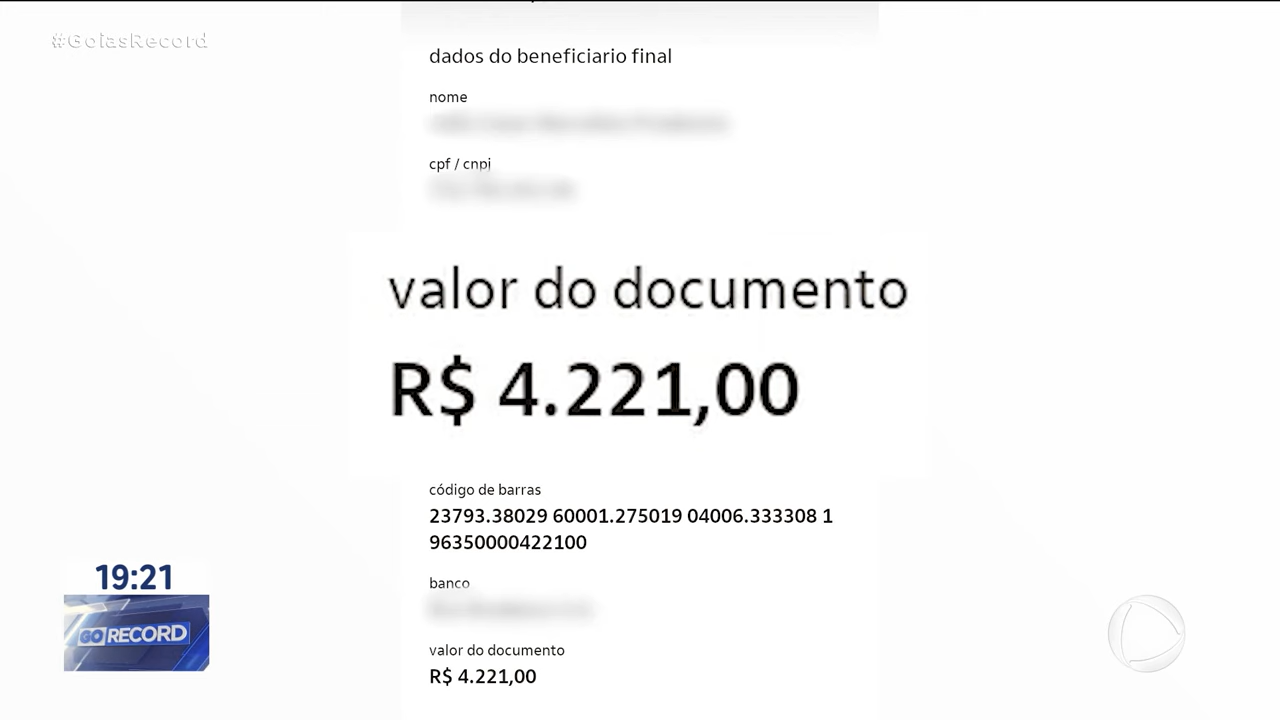 #GoiasRecord
dados do beneficiario final
nome
cpf / cnpj
valor do documento
R$ 4.221,00
código de barras
23793.38029 60001.275019 04006.333308 1
96350000422100
banco
valor do documento
R$ 4.221,00
19:21
GO RECORD